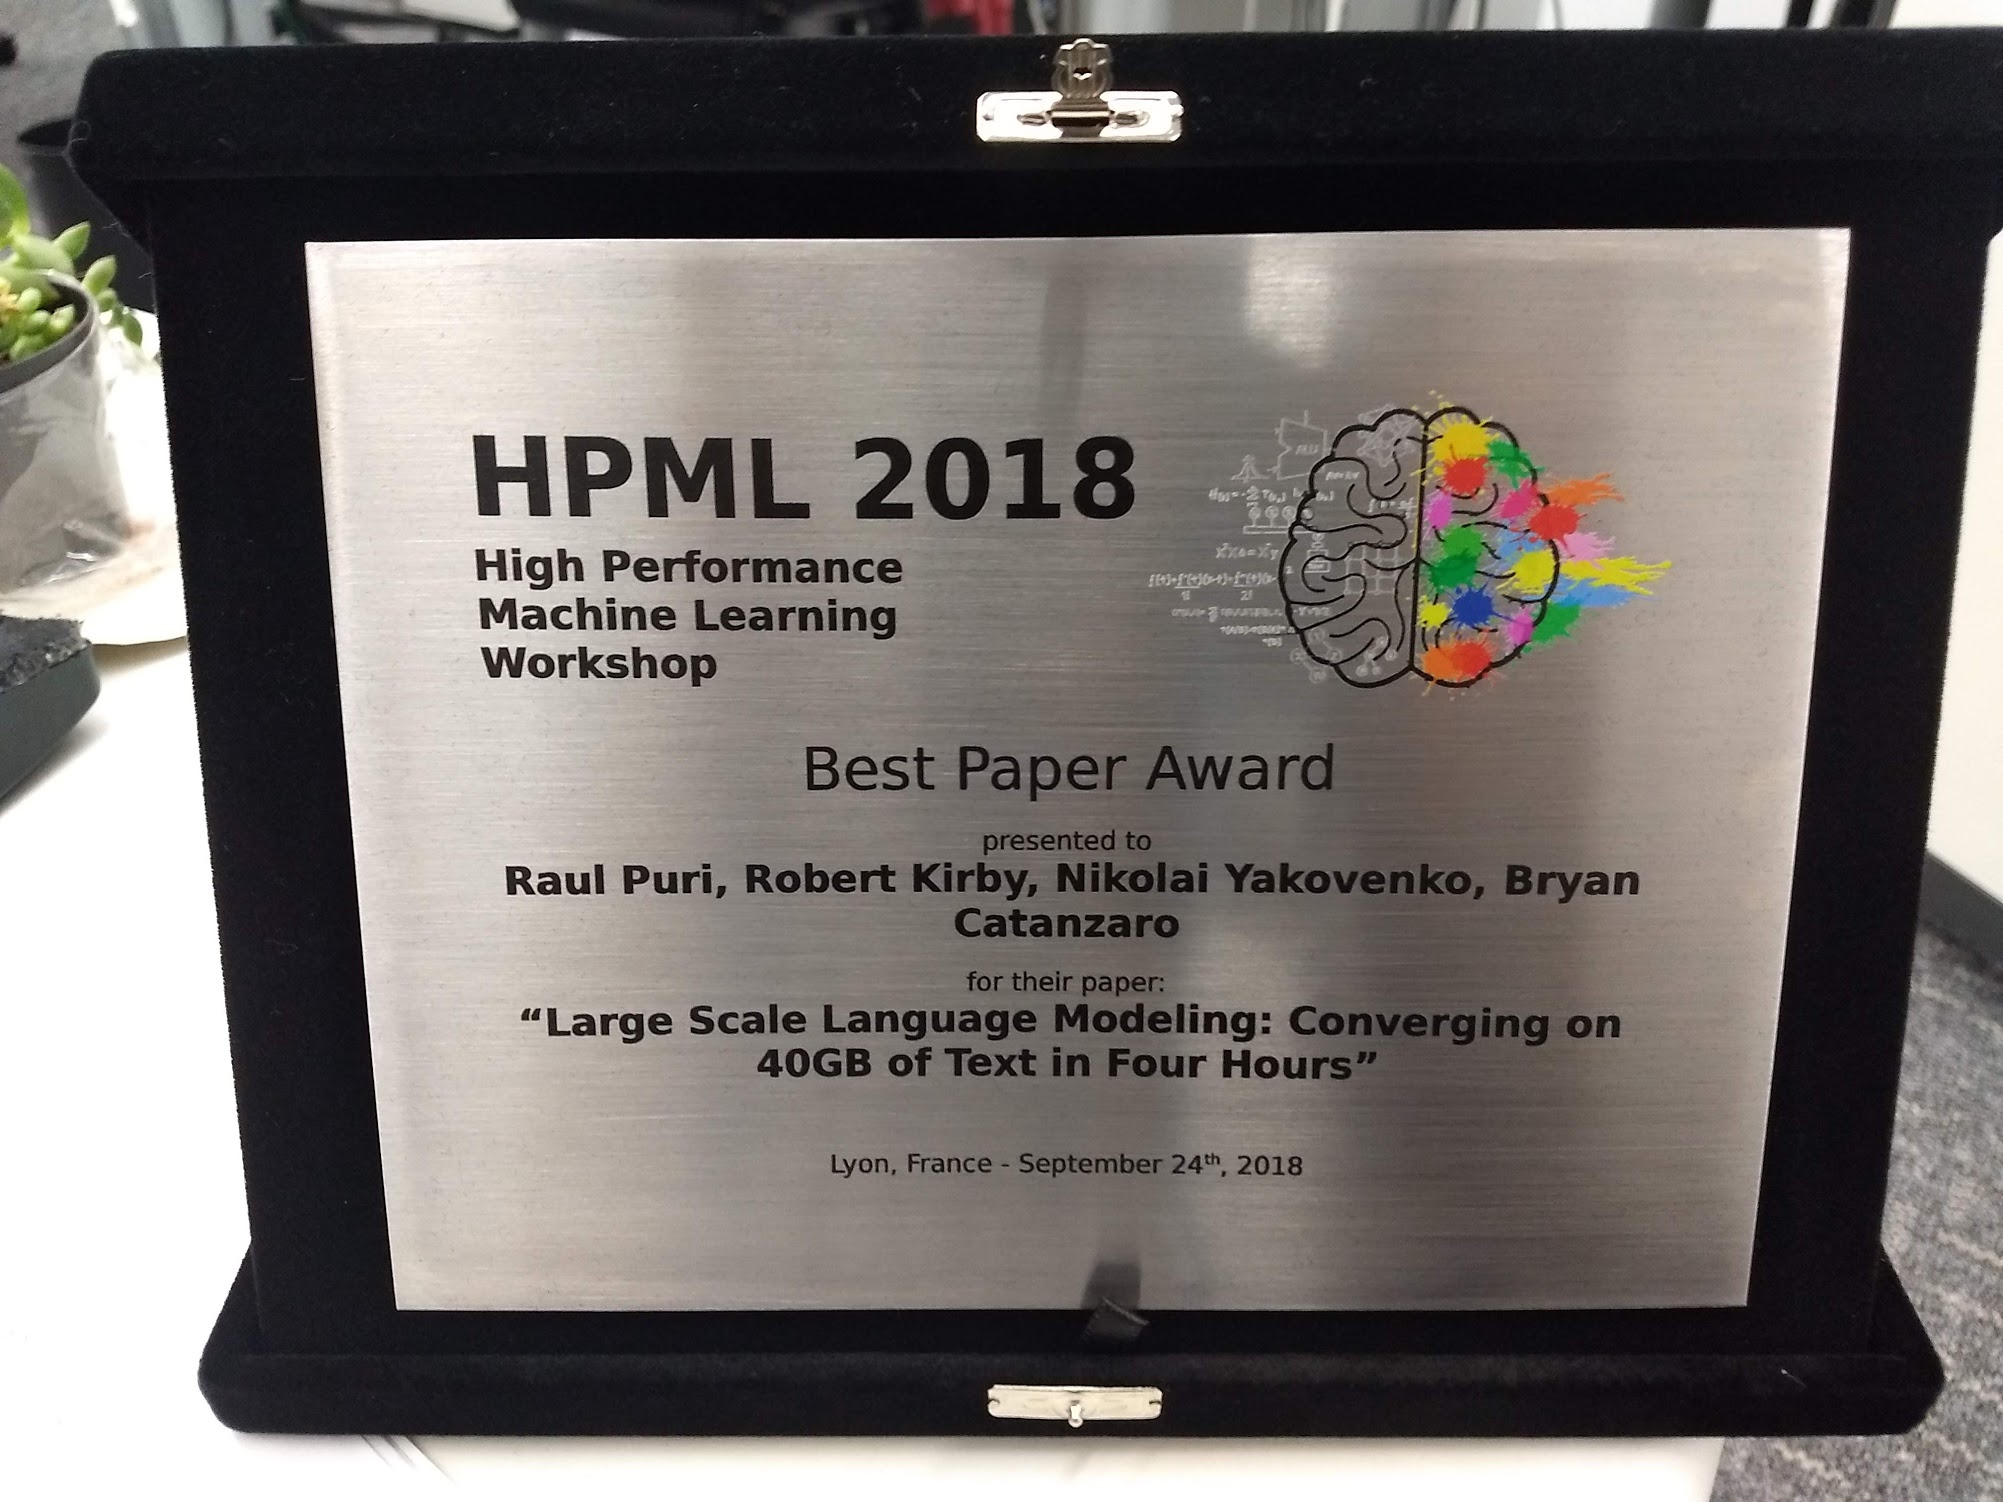 HPML 2018
High Performance
Machine Learning
Workshop
Best Paper Award
presented to
Raul Puri, Robert Kirby, Nikolai Yakovenko, Bryan
Catanzaro
for their paper:
“Large Scale Language Modeling: Converging on
40GB of Text in Four Hours”
Lyon, France - September 24th, 2018